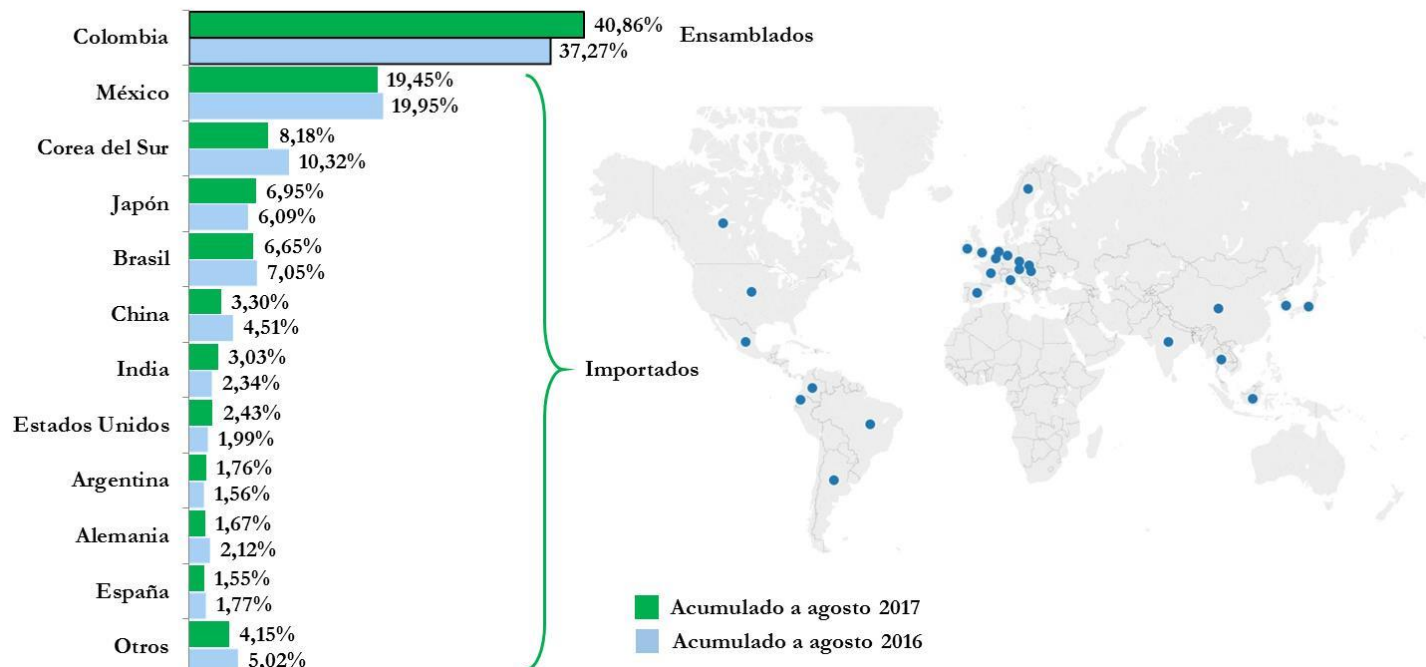 Colombia
40,86%
37,27%
Ensamblados
México
19,45%
19,95%
Corea del Sur
8,18%
10,32%
Japón
6,95%
6,09%
Brasil
6,65%
7,05%
China
3,30%
4,51%
India
3,03%
2,34%
Importados
Estados Unidos
2,43%
1,99%
Argentina
1,76%
1,56%
Alemania
1,67%
2,12%
España
1,55%
1,77%
Otros
4,15%
5,02%
Acumulado a agosto 2017
Acumulado a agosto 2016